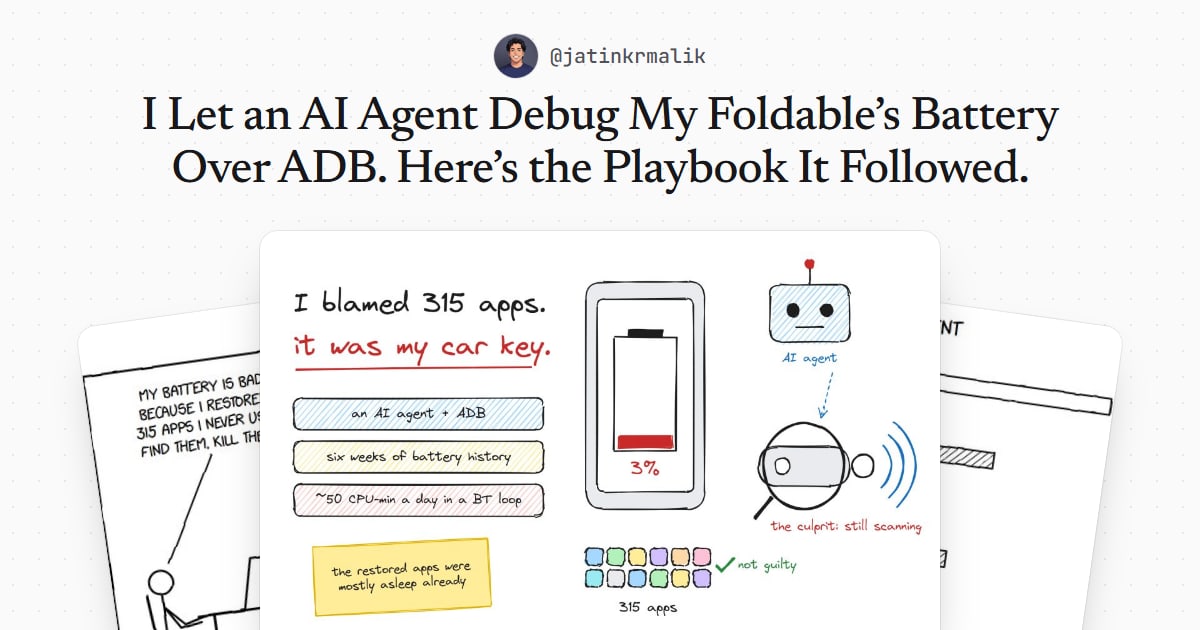 @jatinkrmalik
I Let an AI Agent Debug My Foldable's Battery
Over ADB. Here's the Playbook It Followed.
MY BATTERY IS BAD
BECAUSE I RESTORE
315 APPS I NEVER
FIND THEM, KILL
I blamed 315 apps.
it was my car key.
an AI agent + ADB
six weeks of battery history
~50 CPU-min a day in a BT loop
the restored apps were
mostly asleep already
3%
AI agent
the culprit: still scanning
not guilty
315 apps